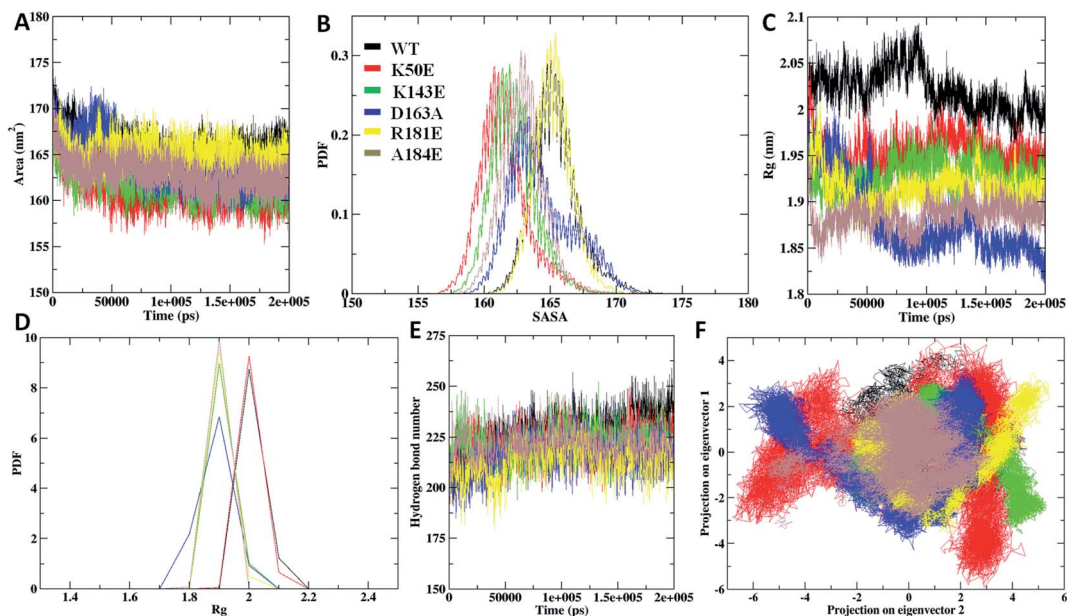 A
180
175
170
165
160
155
150
Area (nm2)
0 50000 1e+005 1.5e+005 2e+005
Time (ps)
B
0.3
0.2
0.1
0
PDF
WT
K50E
K143E
D163A
R181E
A184E
150 155 160 165 170 175 180
SASA
C
2.1
2.05
2
1.95
1.9
1.85
1.8
Rg (nm)
0 50000 1e+005 1.5e+005 2e+005
Time (ps)
D
10
8
6
4
2
0
PDF
1.4 1.6 1.8 2 2.2 2.4
Rg
E
275
250
225
200
175
150
Hydrogen bond number
0 50000 1e+005 1.5e+005 2e+005
Time (ps)
F
4
2
0
-2
-4
-6
Projection on eigenvector 1
-6 -4 -2 0 2 4 6
Projection on eigenvector 2